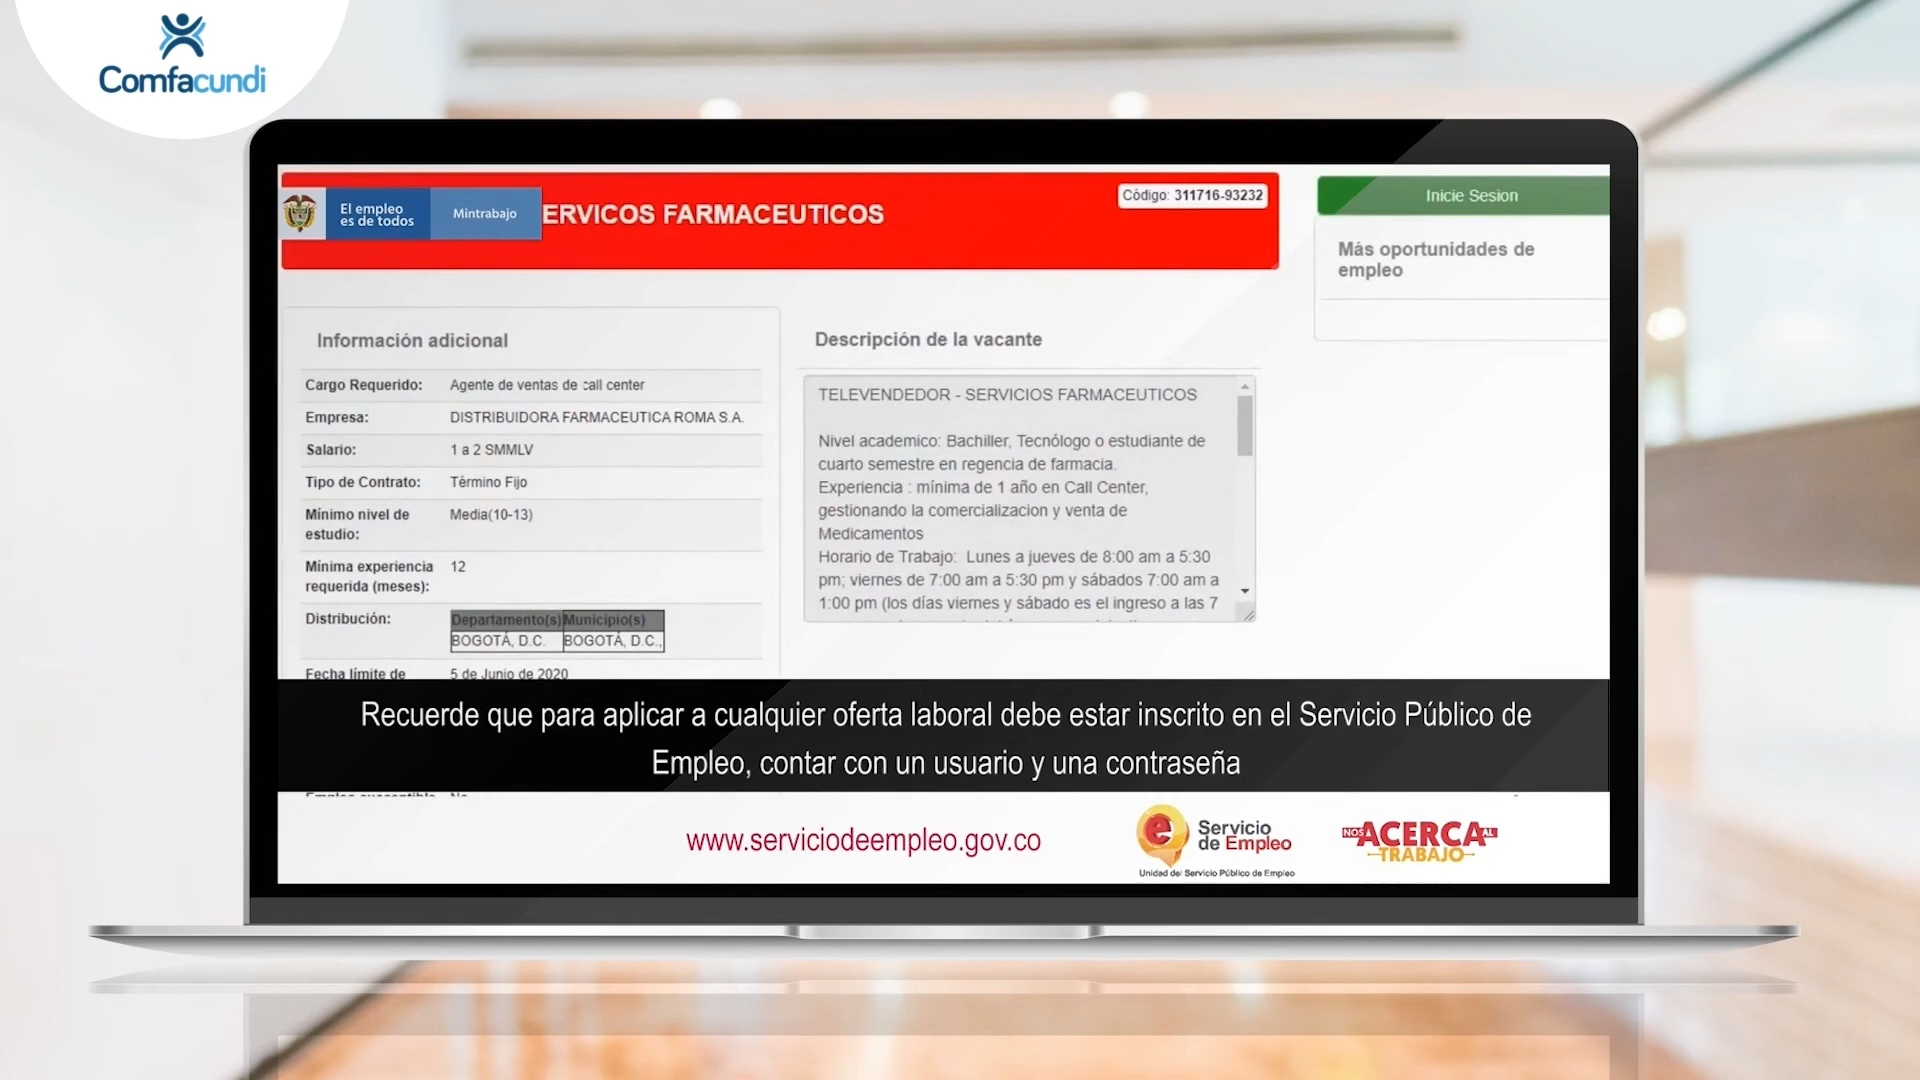 Comfacundi
El empleo
es de todos
Mintrabajo
ERVICOS FARMACEUTICOS
Código: 311716-93232
Inicie Sesion
Más oportunidades de
empleo
Información adicional
Cargo Requerido: Agente de ventas de call center
Empresa: DISTRIBUIDORA FARMACEUTICA ROMA S.A.
Salario: 1 a 2 SMMLV
Tipo de Contrato: Término Fijo
Mínimo nivel de Media(10-13)
estudio:
Mínima experiencia 12
requerida (meses):
Distribución: Departamento(s) Municipio(s)
BOGOTÁ, D.C. BOGOTÁ, D.C.,
Fecha límite de 5 de Junio de 2020
Descripción de la vacante
TELEVENDEDOR - SERVICIOS FARMACEUTICOS
Nivel academico: Bachiller, Tecnólogo o estudiante de
cuarto semestre en regencia de farmacia.
Experiencia : mínima de 1 año en Call Center,
gestionando la comercializacion y venta de
Medicamentos
Horario de Trabajo: Lunes a jueves de 8:00 am a 5:30
pm; viernes de 7:00 am a 5:30 pm y sábados 7:00 am a
1:00 pm (los días viernes y sábado es el ingreso a las 7
Recuerde que para aplicar a cualquier oferta laboral debe estar inscrito en el Servicio Público de
Empleo, contar con un usuario y una contraseña
www.serviciodeempleo.gov.co
Servicio
de Empleo
Unidad del Servicio Público de Empleo
NOS ACERCA AL
TRABAJO